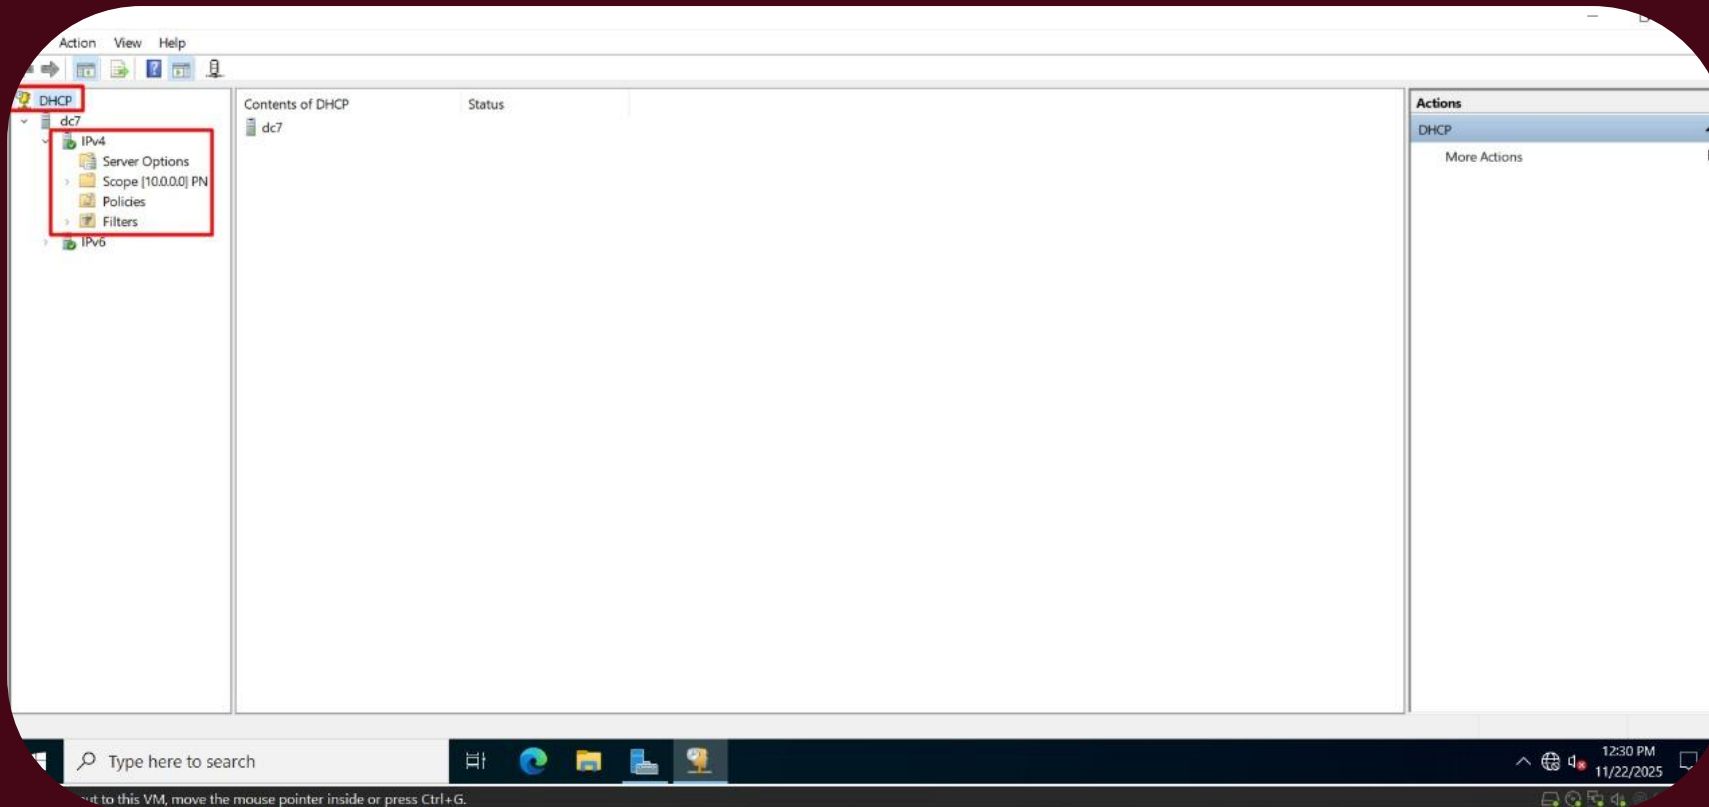 Action View Help
DHCP
dc7
IPv4
Server Options
Scope [10.0.0.0] PN
Policies
Filters
IPv6
Contents of DHCP Status
dc7
Actions
DHCP
More Actions
Type here to search
12:30 PM
11/22/2025
to this VM, move the mouse pointer inside or press Ctrl+G.